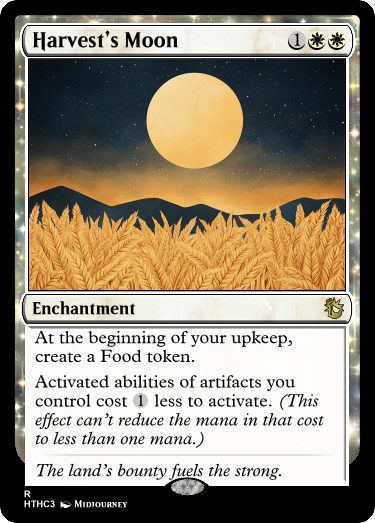 Harvest's Moon 1
Enchantment
At the beginning of your upkeep,
create a Food token.
Activated abilities of artifacts you
control cost 1 less to activate. (This
effect can't reduce the mana in that cost
to less than one mana.)
The land's bounty fuels the strong.
R
HTHC3 Midjourney